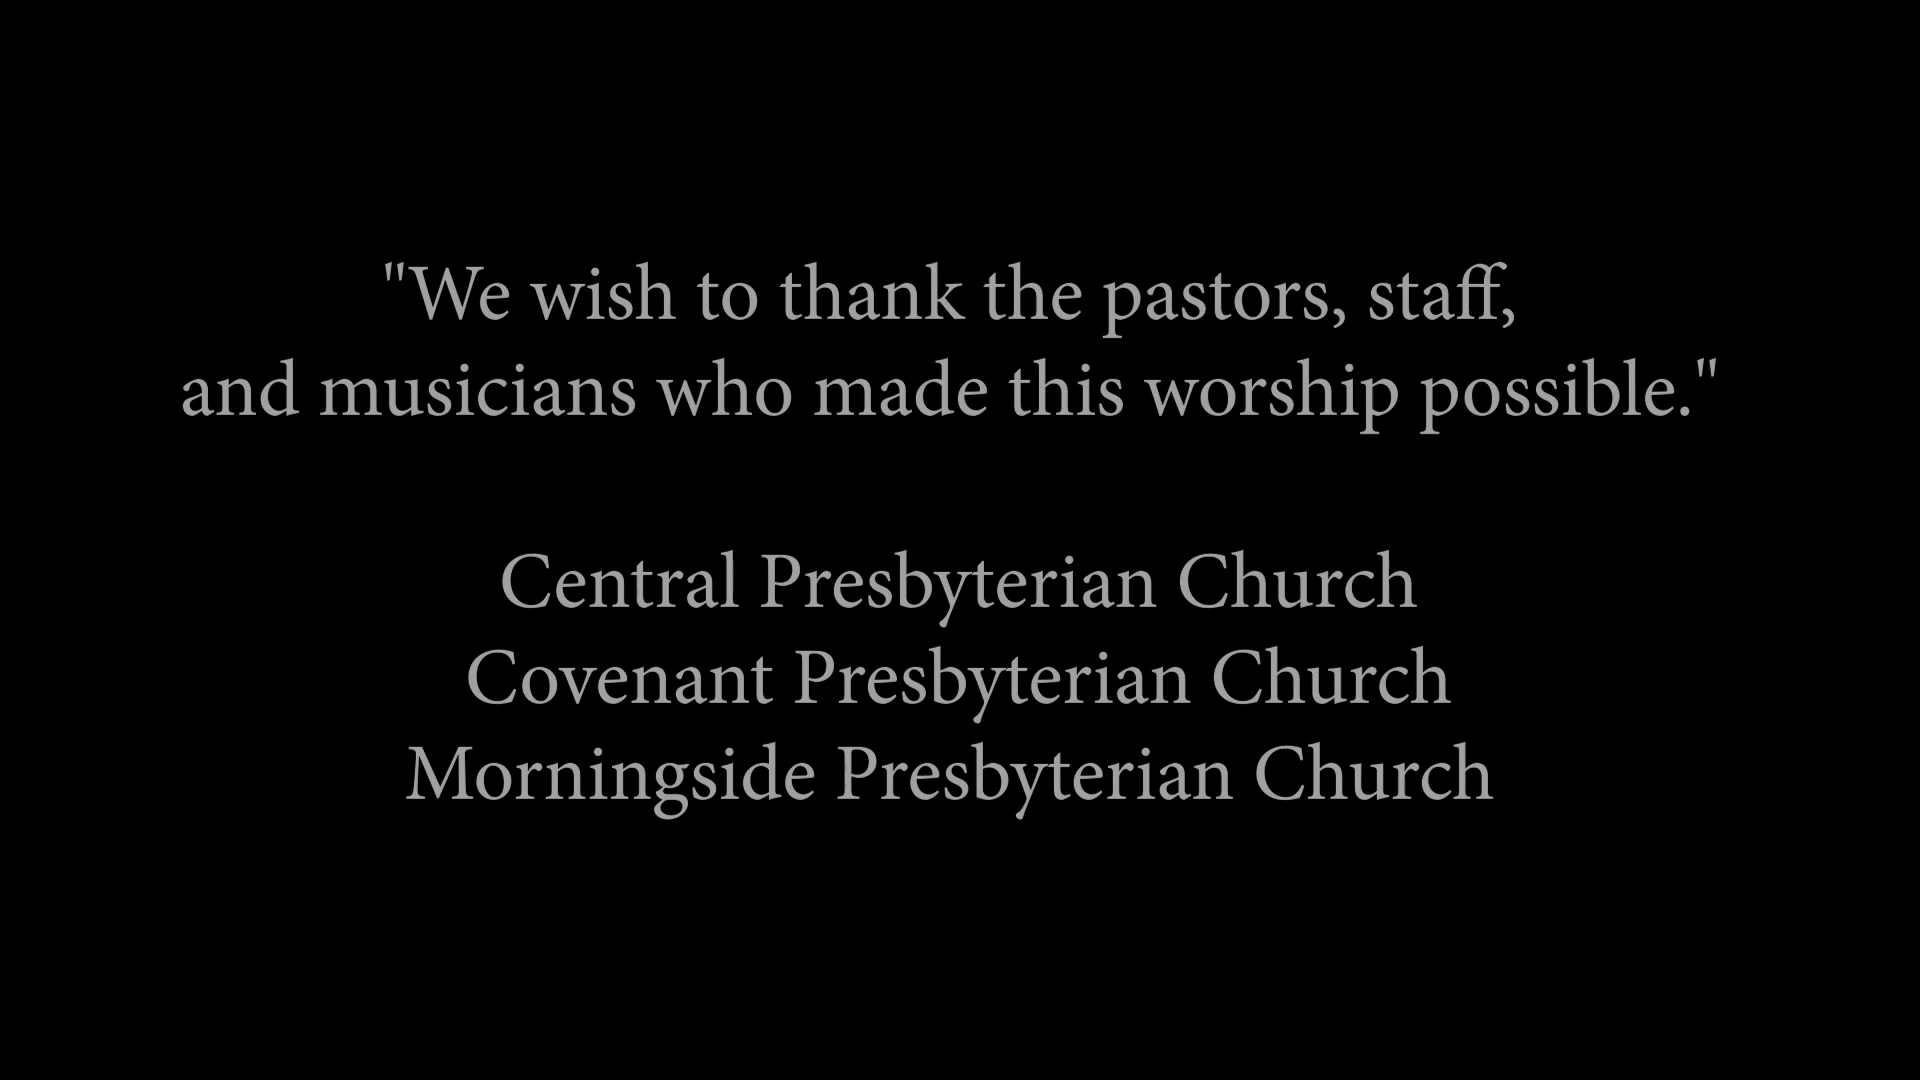 "We wish to thank the pastors, staff,
and musicians who made this worship possible."
Central Presbyterian Church
Covenant Presbyterian Church
Morningside Presbyterian Church